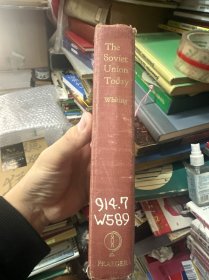 The
Soviet
Union
Today
Whiting
914.7
W589
PRAEGER